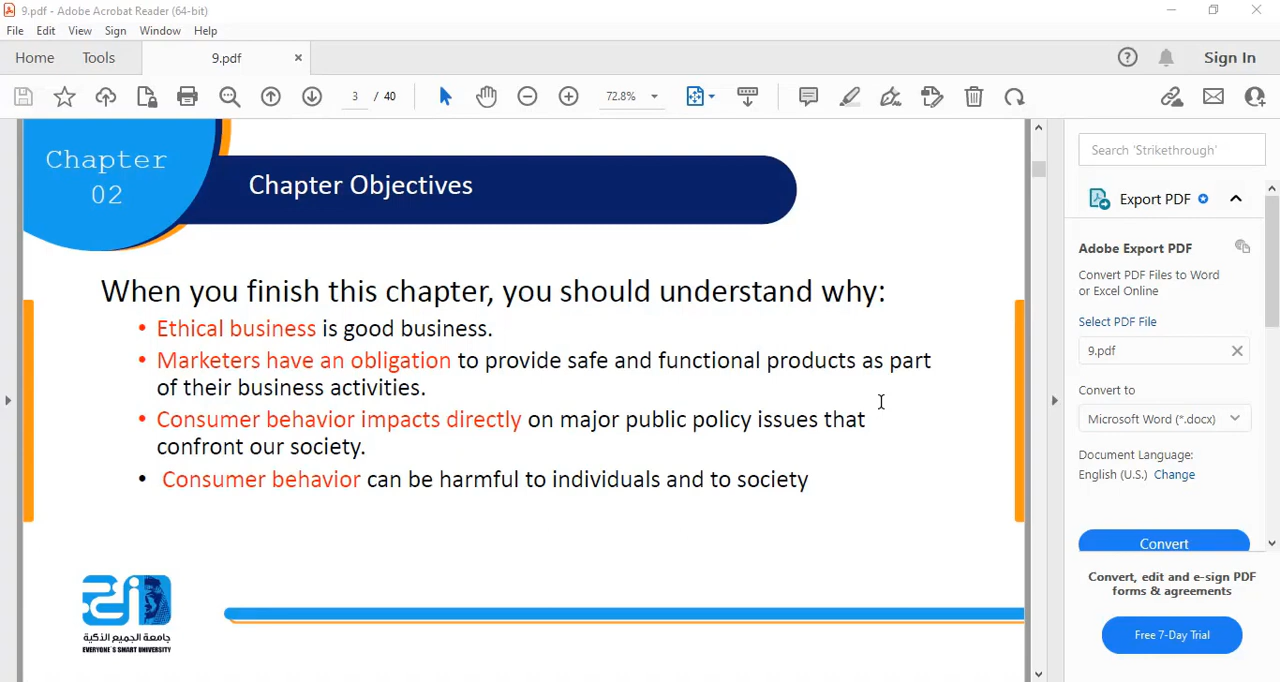 9.pdf - Adobe Acrobat Reader (64-bit)
File Edit View Sign Window Help
Home Tools 9.pdf × Sign In
3 / 40 72.8%
Chapter
02
Chapter Objectives
When you finish this chapter, you should understand why:
• Ethical business is good business.
• Marketers have an obligation to provide safe and functional products as part
of their business activities.
• Consumer behavior impacts directly on major public policy issues that
confront our society.
• Consumer behavior can be harmful to individuals and to society
جامعة الجميع الذكية
EVERYONE'S SMART UNIVERSITY
Search 'Strikethrough'
Export PDF
Adobe Export PDF
Convert PDF Files to Word
or Excel Online
Select PDF File
9.pdf
Convert to
Microsoft Word (*.docx)
Document Language:
English (U.S.) Change
Convert
Convert, edit and e-sign PDF
forms & agreements
Free 7-Day Trial